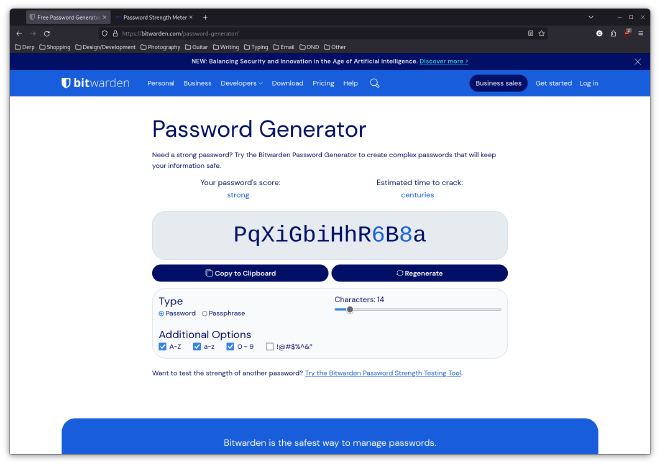 Free Password Generator
Password Strength Meter
https://bitwarden.com/password-generator/
Derp Shopping Design/Development Photography Guitar Writing Typing Email DND Other
NEW: Balancing Security and Innovation in the Age of Artificial Intelligence. Discover more >
bitwarden Personal Business Developers Download Pricing Help Business sales Get started Log in
Password Generator
Need a strong password? Try the Bitwarden Password Generator to create complex passwords that will keep
your information safe.
Your password's score: Estimated time to crack:
strong centuries
PqXiGbiHhR6B8a
Copy to Clipboard Regenerate
Type Characters: 14
Password Passphrase
Additional Options
A-Z a-z 0 - 9 !@#$%^&*
Want to test the strength of another password? Try the Bitwarden Password Strength Testing Tool.
Bitwarden is the safest way to manage passwords.